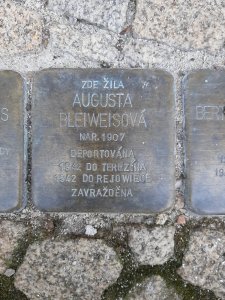 ZDE ŽILA
AUGUSTA
BLEIWEISOVÁ
NAR. 1907
DEPORTOVÁNA
1942 DO TEREZÍNA
1942 DO REJOWIECE
ZAVRAŽDĚNA